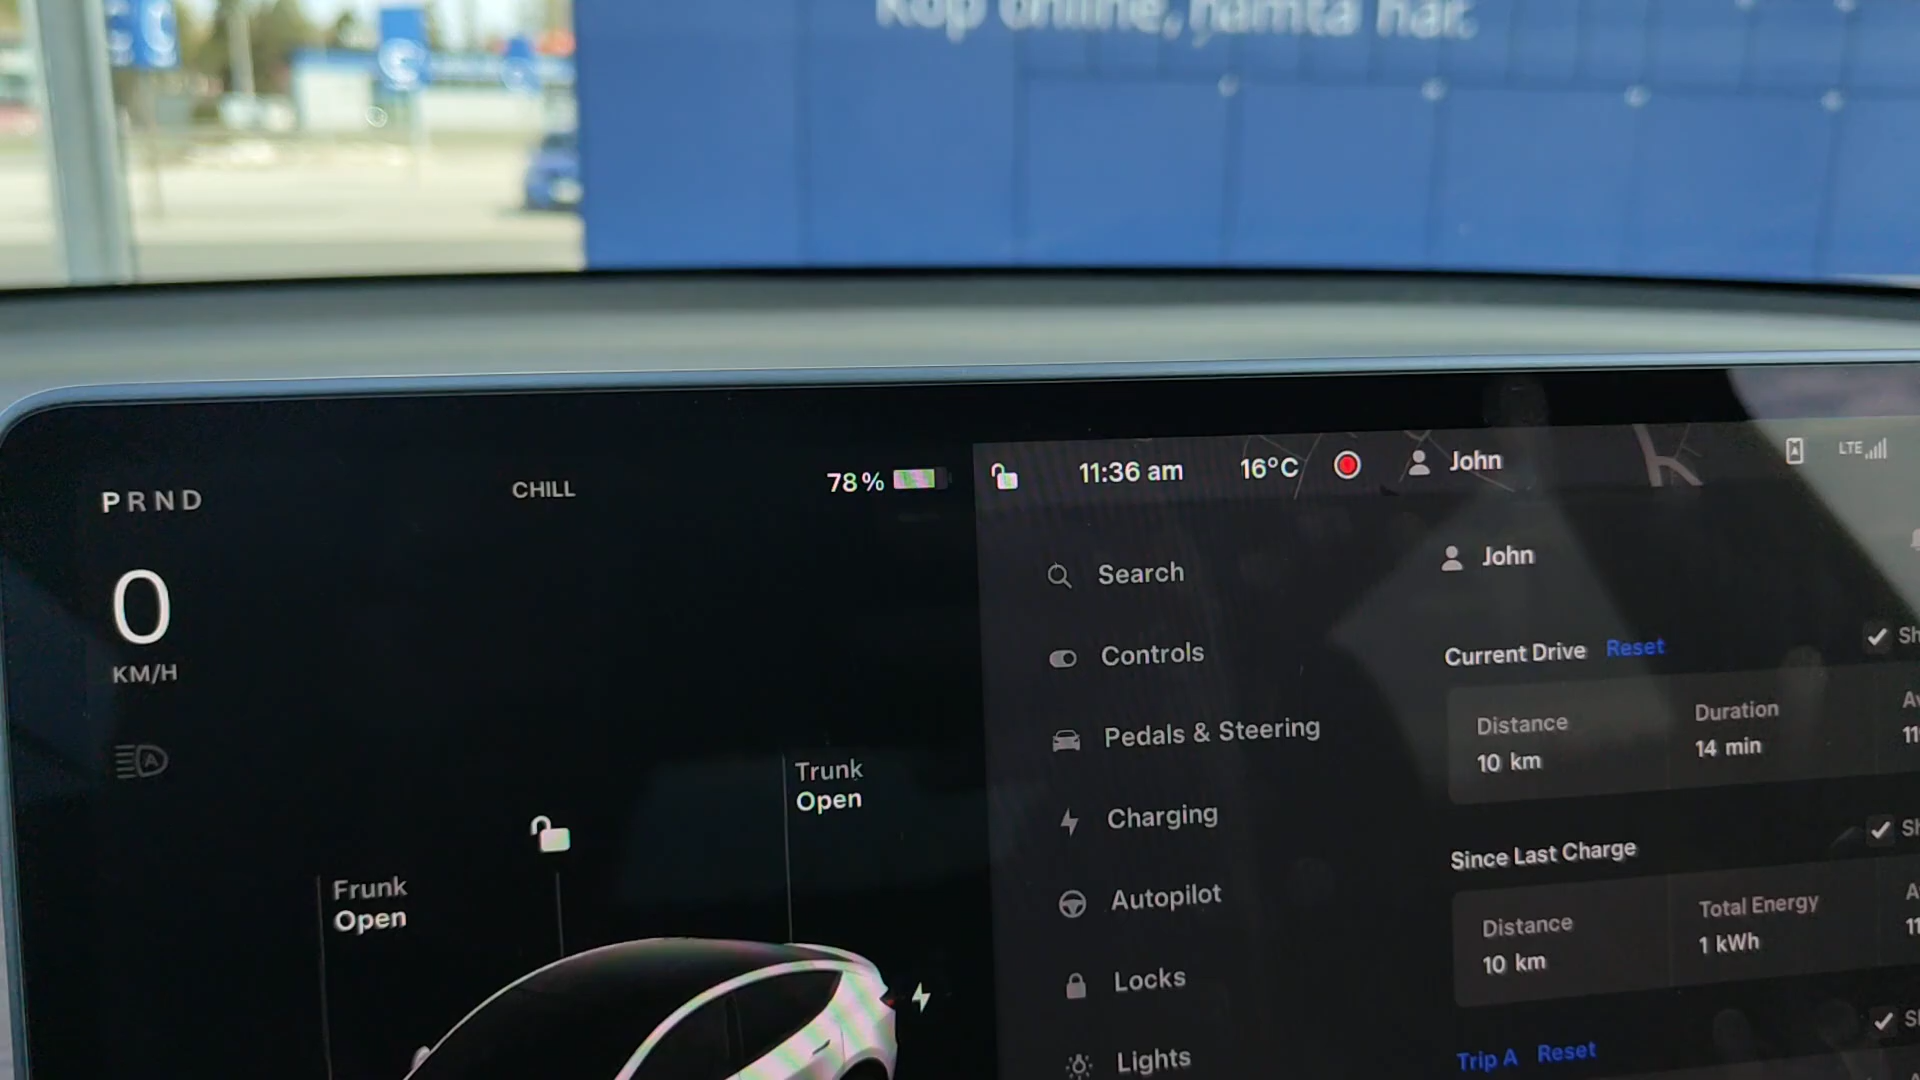 Köp online, hämta här.
PRND
CHILL
78%
11:36 am
16°C
John
LTE
0
KM/H
A
Trunk
Open
Frunk
Open
Search
Controls
Pedals & Steering
Charging
Autopilot
Locks
Lights
John
Current Drive Reset
Distance
10 km
Duration
14 min
Since Last Charge
Distance
10 km
Total Energy
1 kWh
Trip A Reset